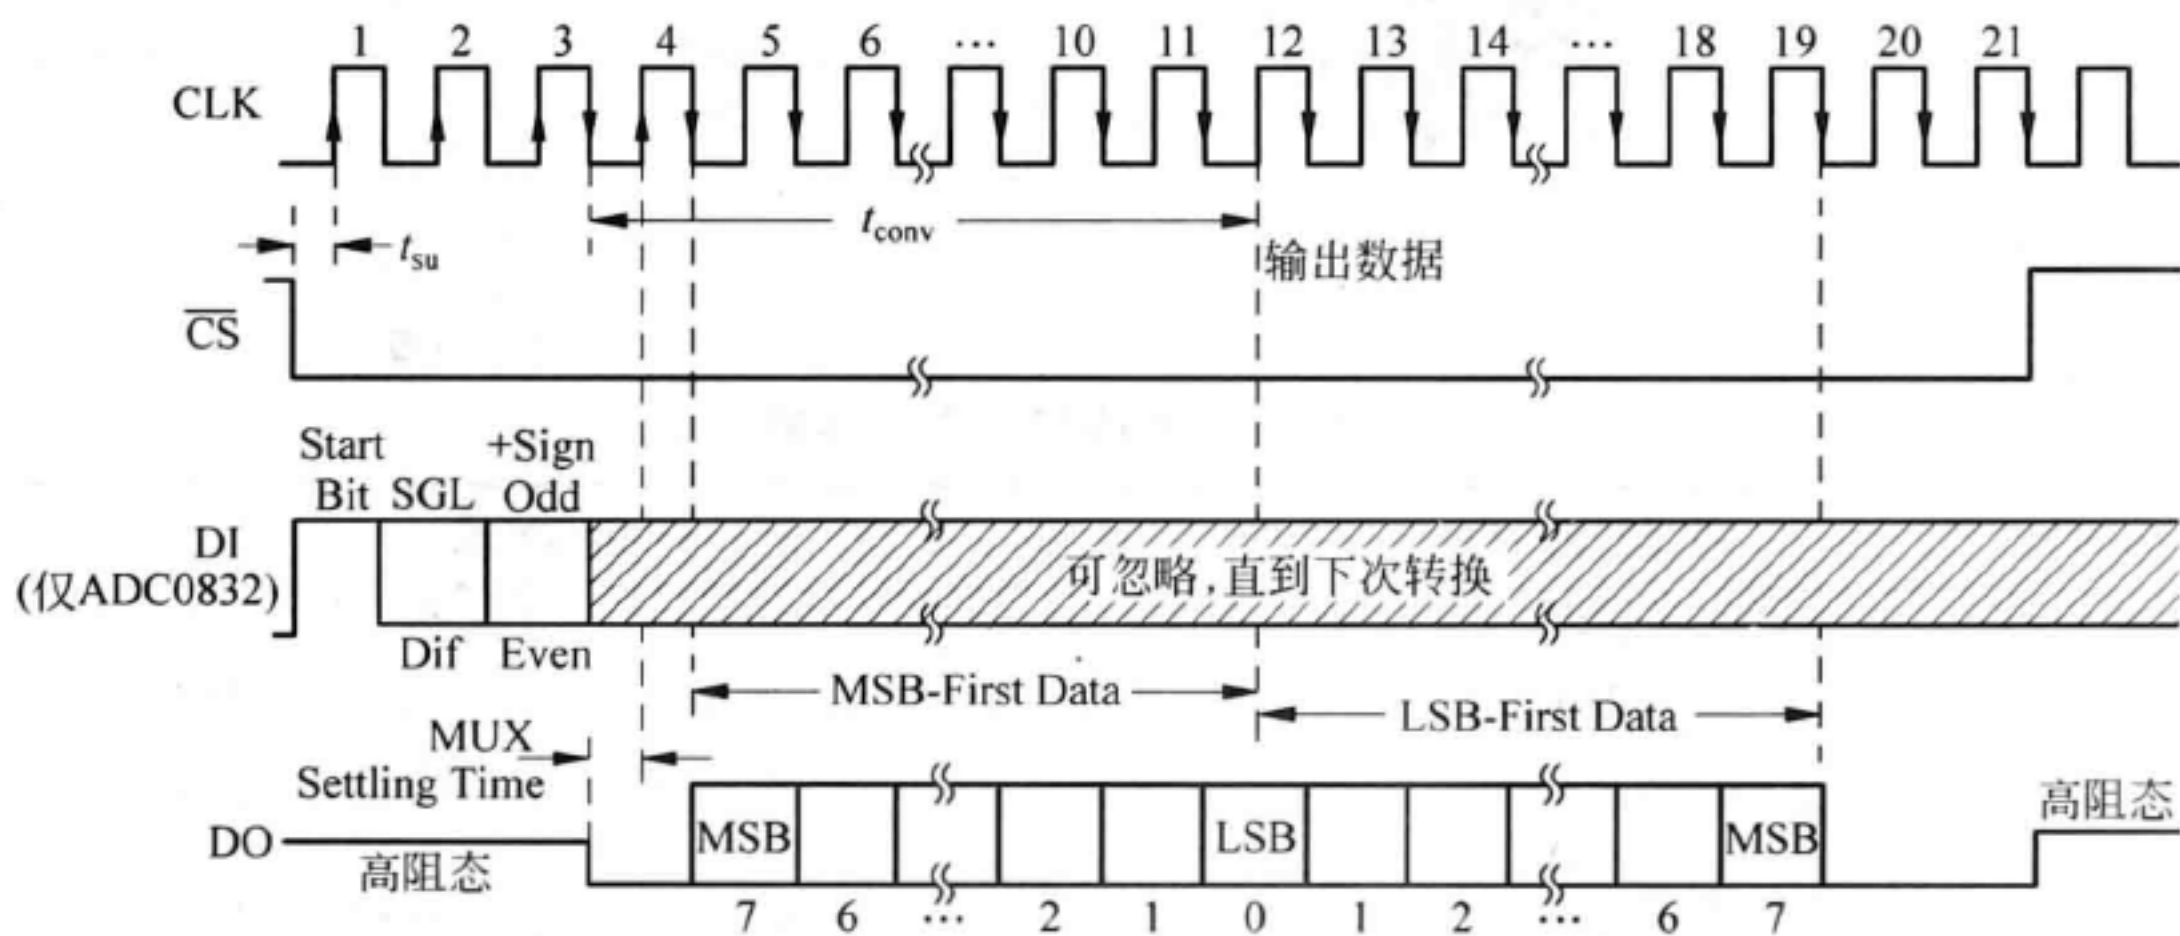 1 2 3 4 5 6 … 10 11 12 13 14 … 18 19 20 21
CLK
t_conv
t_su
输出数据
C̅S̅
Start +Sign
Bit SGL Odd
DI
(仅ADC0832)
可忽略,直到下次转换
Dif Even
MSB-First Data
LSB-First Data
MUX
Settling Time
高阻态
DO
MSB LSB MSB
高阻态
7 6 … 2 1 0 1 2 … 6 7